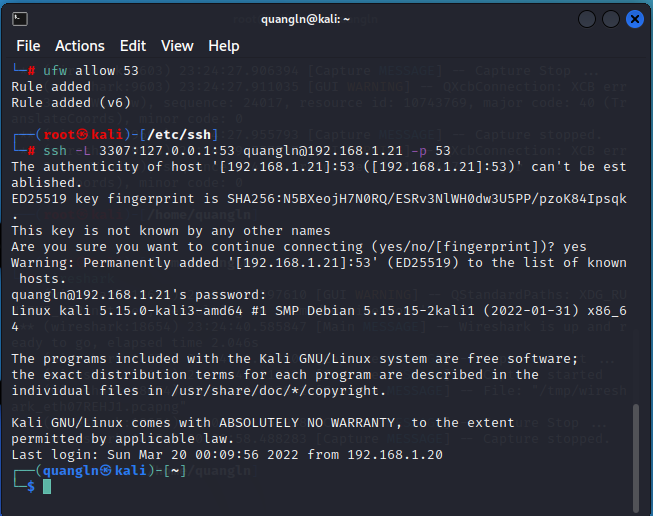 quangln@kali: ~
File Actions Edit View Help
└─# ufw allow 53
Rule added
Rule added (v6)
┌──(root㉿kali)-[/etc/ssh]
└─# ssh -L 3307:127.0.0.1:53 quangln@192.168.1.21 -p 53
The authenticity of host '[192.168.1.21]:53 ([192.168.1.21]:53)' can't be est
ablished.
ED25519 key fingerprint is SHA256:N5BXeojH7N0RQ/ESRv3NlWH0dw3U5PP/pzoK84Ipsqk
.
This key is not known by any other names
Are you sure you want to continue connecting (yes/no/[fingerprint])? yes
Warning: Permanently added '[192.168.1.21]:53' (ED25519) to the list of known
 hosts.
quangln@192.168.1.21's password:
Linux kali 5.15.0-kali3-amd64 #1 SMP Debian 5.15.15-2kali1 (2022-01-31) x86_6
4
The programs included with the Kali GNU/Linux system are free software;
the exact distribution terms for each program are described in the
individual files in /usr/share/doc/*/copyright.
Kali GNU/Linux comes with ABSOLUTELY NO WARRANTY, to the extent
permitted by applicable law.
Last login: Sun Mar 20 00:09:56 2022 from 192.168.1.20
┌──(quangln㉿kali)-[~]
└─$